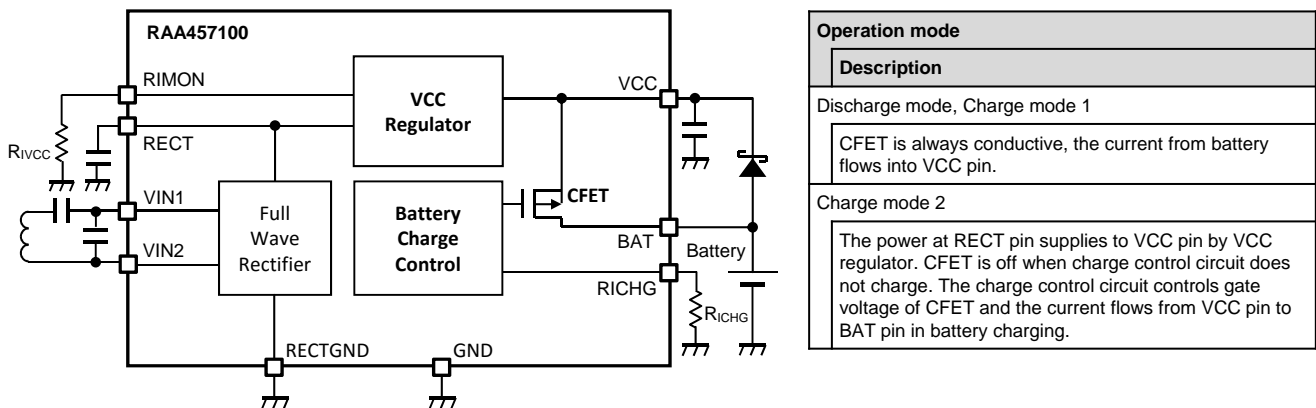 RAA457100
RIMON
VCC
Regulator
VCC
RECT
RIVCC
VIN1
VIN2
Full
Wave
Rectifier
Battery
Charge
Control
CFET
BAT
Battery
RICHG
RICHG
RECTGND
GND
Operation mode
Description
Discharge mode, Charge mode 1
CFET is always conductive, the current from battery
flows into VCC pin.
Charge mode 2
The power at RECT pin supplies to VCC pin by VCC
regulator. CFET is off when charge control circuit does
not charge. The charge control circuit controls gate
voltage of CFET and the current flows from VCC pin to
BAT pin in battery charging.